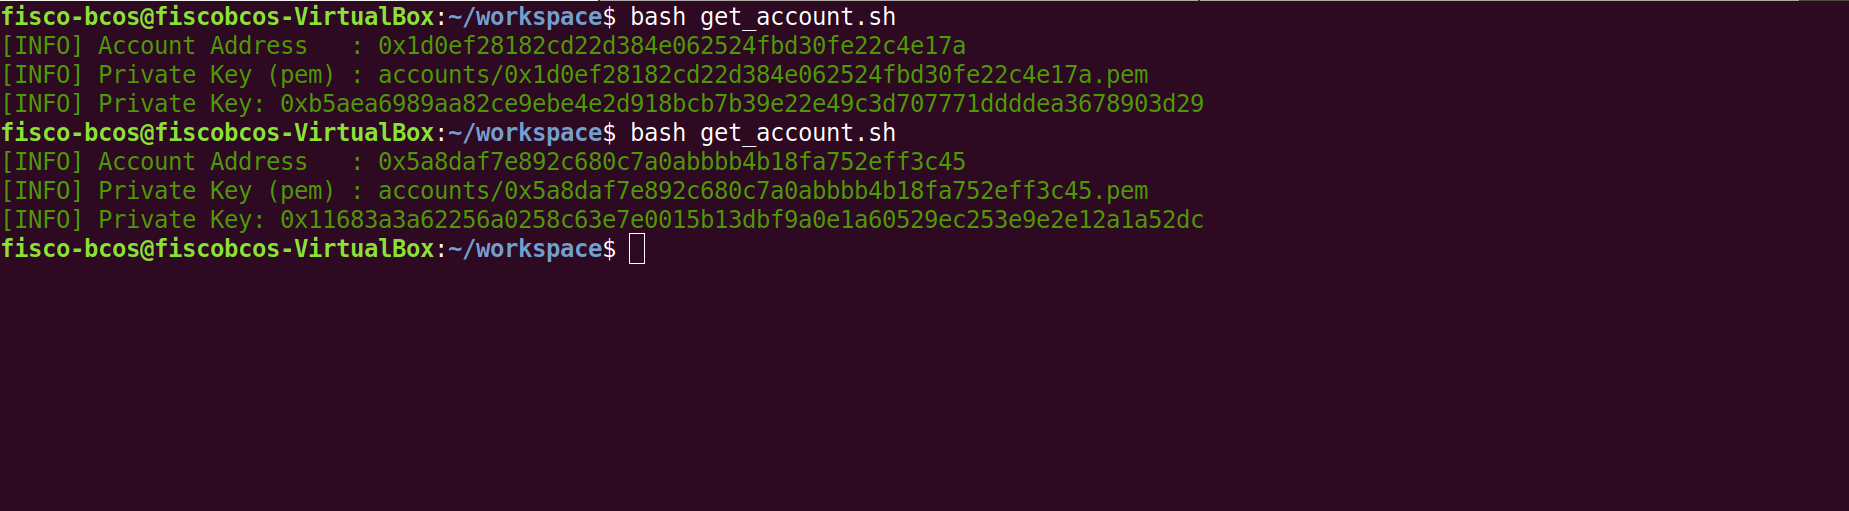 fisco-bcos@fiscobcos-VirtualBox:~/workspace$ bash get_account.sh
[INFO] Account Address   : 0x1d0ef28182cd22d384e062524fbd30fe22c4e17a
[INFO] Private Key (pem) : accounts/0x1d0ef28182cd22d384e062524fbd30fe22c4e17a.pem
[INFO] Private Key: 0xb5aea6989aa82ce9ebe4e2d918bcb7b39e22e49c3d707771ddddea3678903d29
fisco-bcos@fiscobcos-VirtualBox:~/workspace$ bash get_account.sh
[INFO] Account Address   : 0x5a8daf7e892c680c7a0abbbb4b18fa752eff3c45
[INFO] Private Key (pem) : accounts/0x5a8daf7e892c680c7a0abbbb4b18fa752eff3c45.pem
[INFO] Private Key: 0x11683a3a62256a0258c63e7e0015b13dbf9a0e1a60529ec253e9e2e12a1a52dc
fisco-bcos@fiscobcos-VirtualBox:~/workspace$